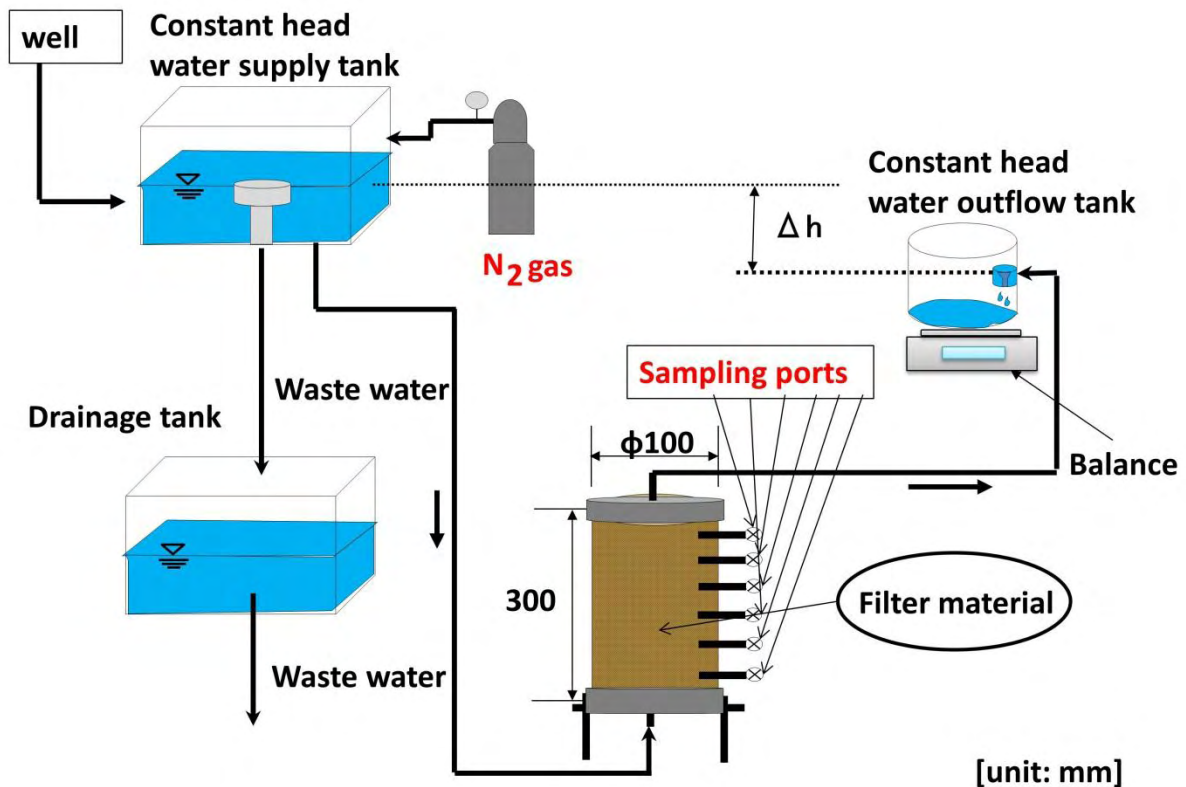 well
Constant head
water supply tank
N2 gas
Δh
Constant head
water outflow tank
Waste water
Drainage tank
Sampling ports
ϕ100
Balance
300
Filter material
Waste water
[unit: mm]